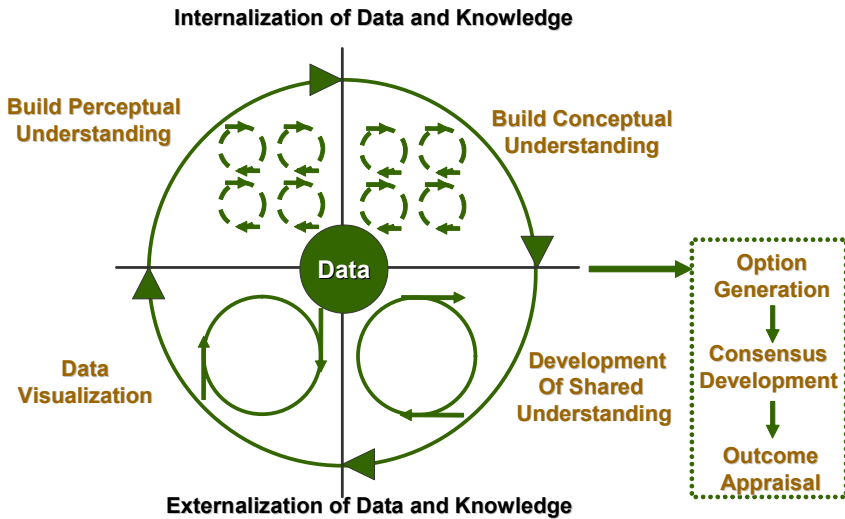 Internalization of Data and Knowledge
Build Perceptual
Understanding
Build Conceptual
Understanding
Data
Option
Generation
Data
Visualization
Development
Of Shared
Understanding
Consensus
Development
Outcome
Appraisal
Externalization of Data and Knowledge